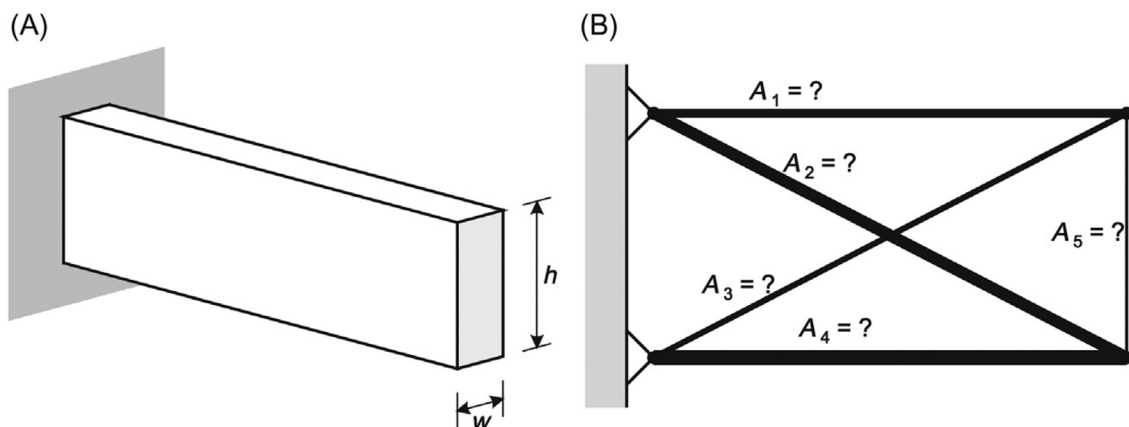 (A)
(B)
h
w
A1 = ?
A2 = ?
A3 = ?
A4 = ?
A5 = ?